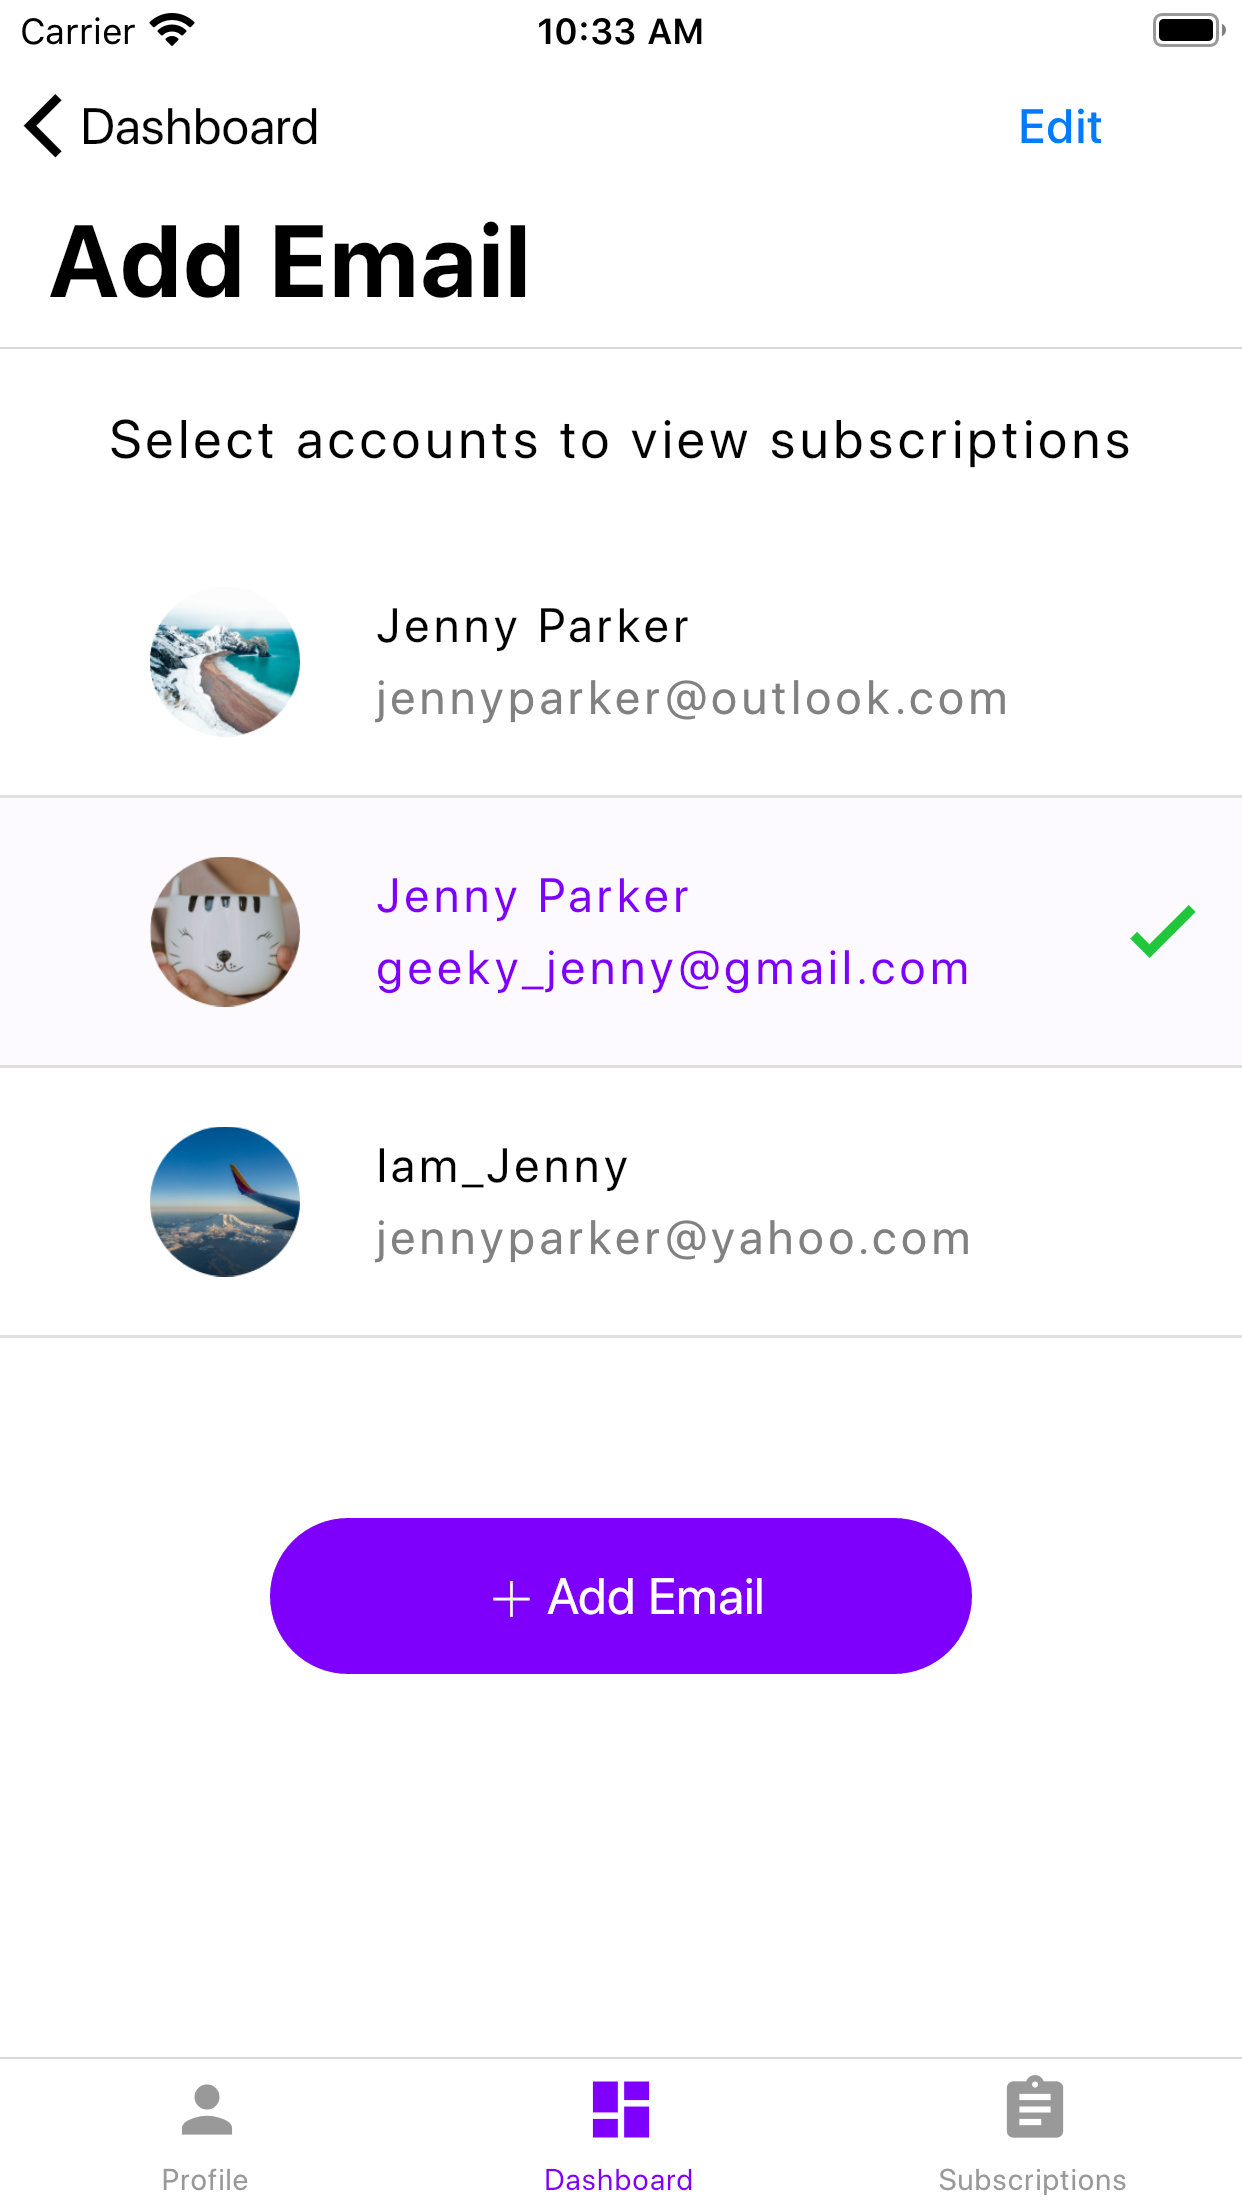 Carrier 10:33 AM
Dashboard Edit
Add Email
Select accounts to view subscriptions
Jenny Parker
jennyparker@outlook.com
Jenny Parker
geeky_jenny@gmail.com
Iam_Jenny
jennyparker@yahoo.com
+ Add Email
Profile Dashboard Subscriptions